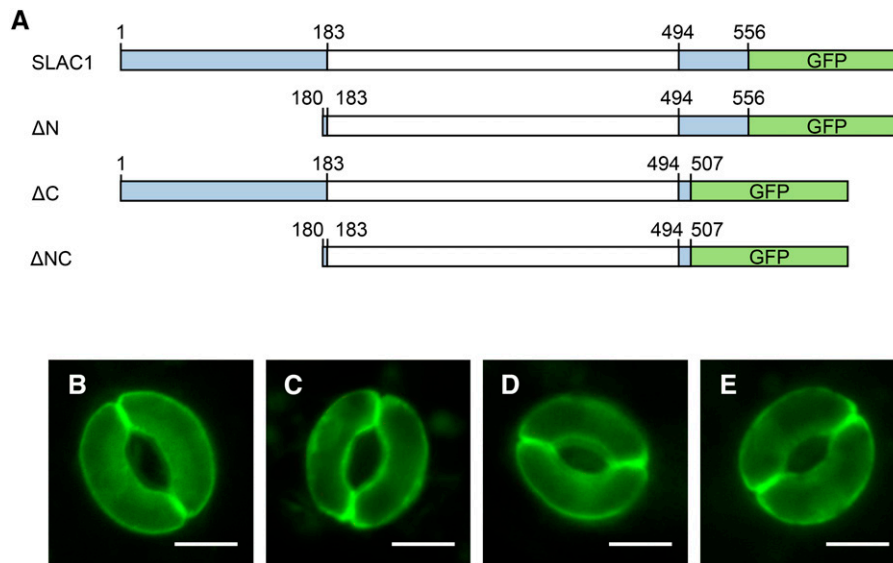 A
1 183 494 556
SLAC1 GFP
180 183 494 556
ΔN GFP
1 183 494 507
ΔC GFP
180 183 494 507
ΔNC GFP
B C D E